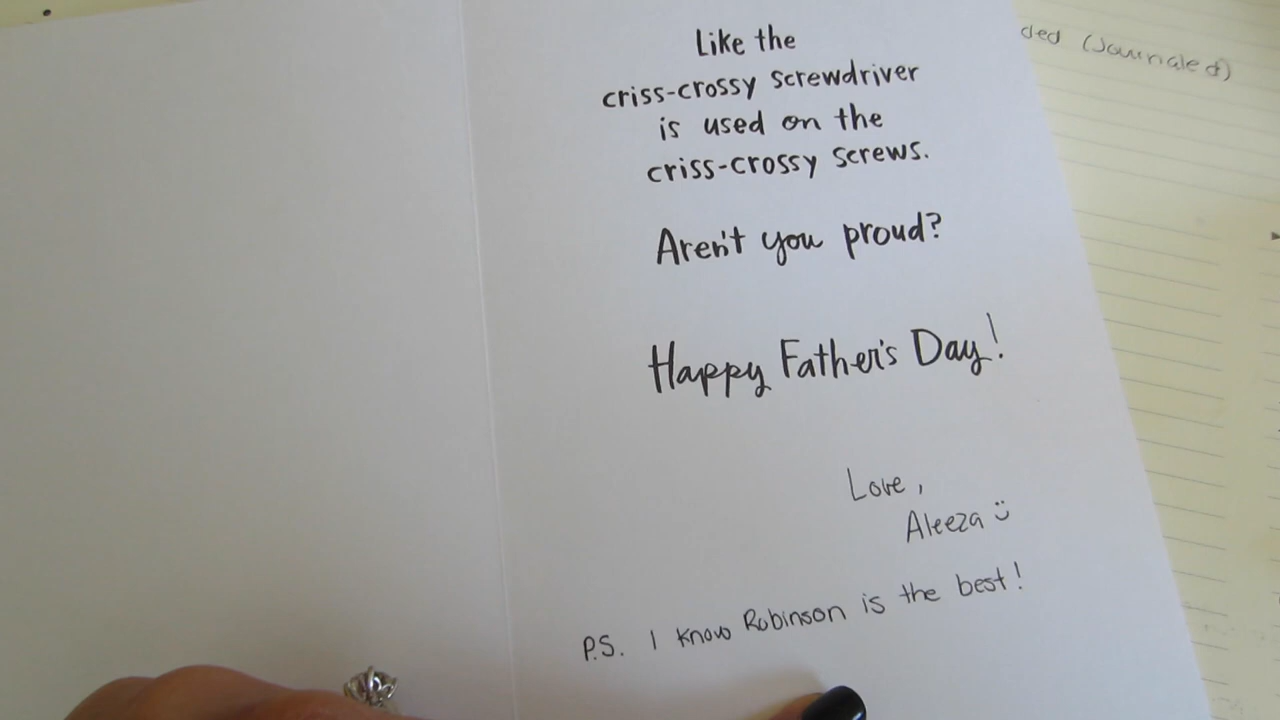 Like the
criss-crossy screwdriver
is used on the
criss-crossy screws.
Aren't you proud?
Happy Father's Day!
Love,
Aleeza ¨̮
P.S. I know Robinson is the best!
ded (Journaled)